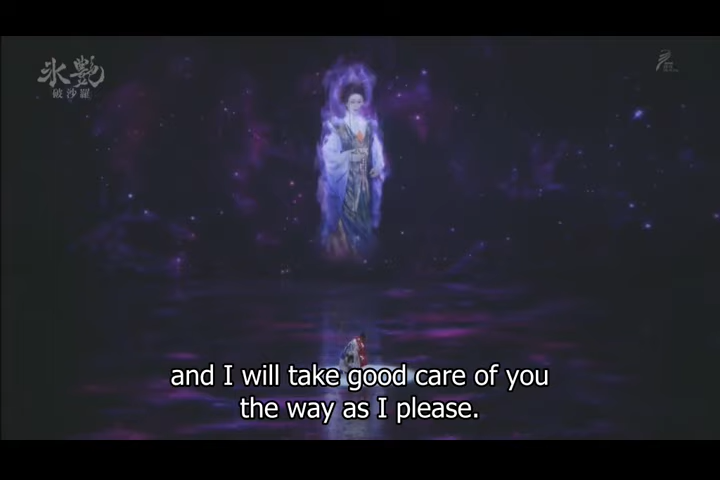 氷艶
破沙羅
and I will take good care of you
the way as I please.